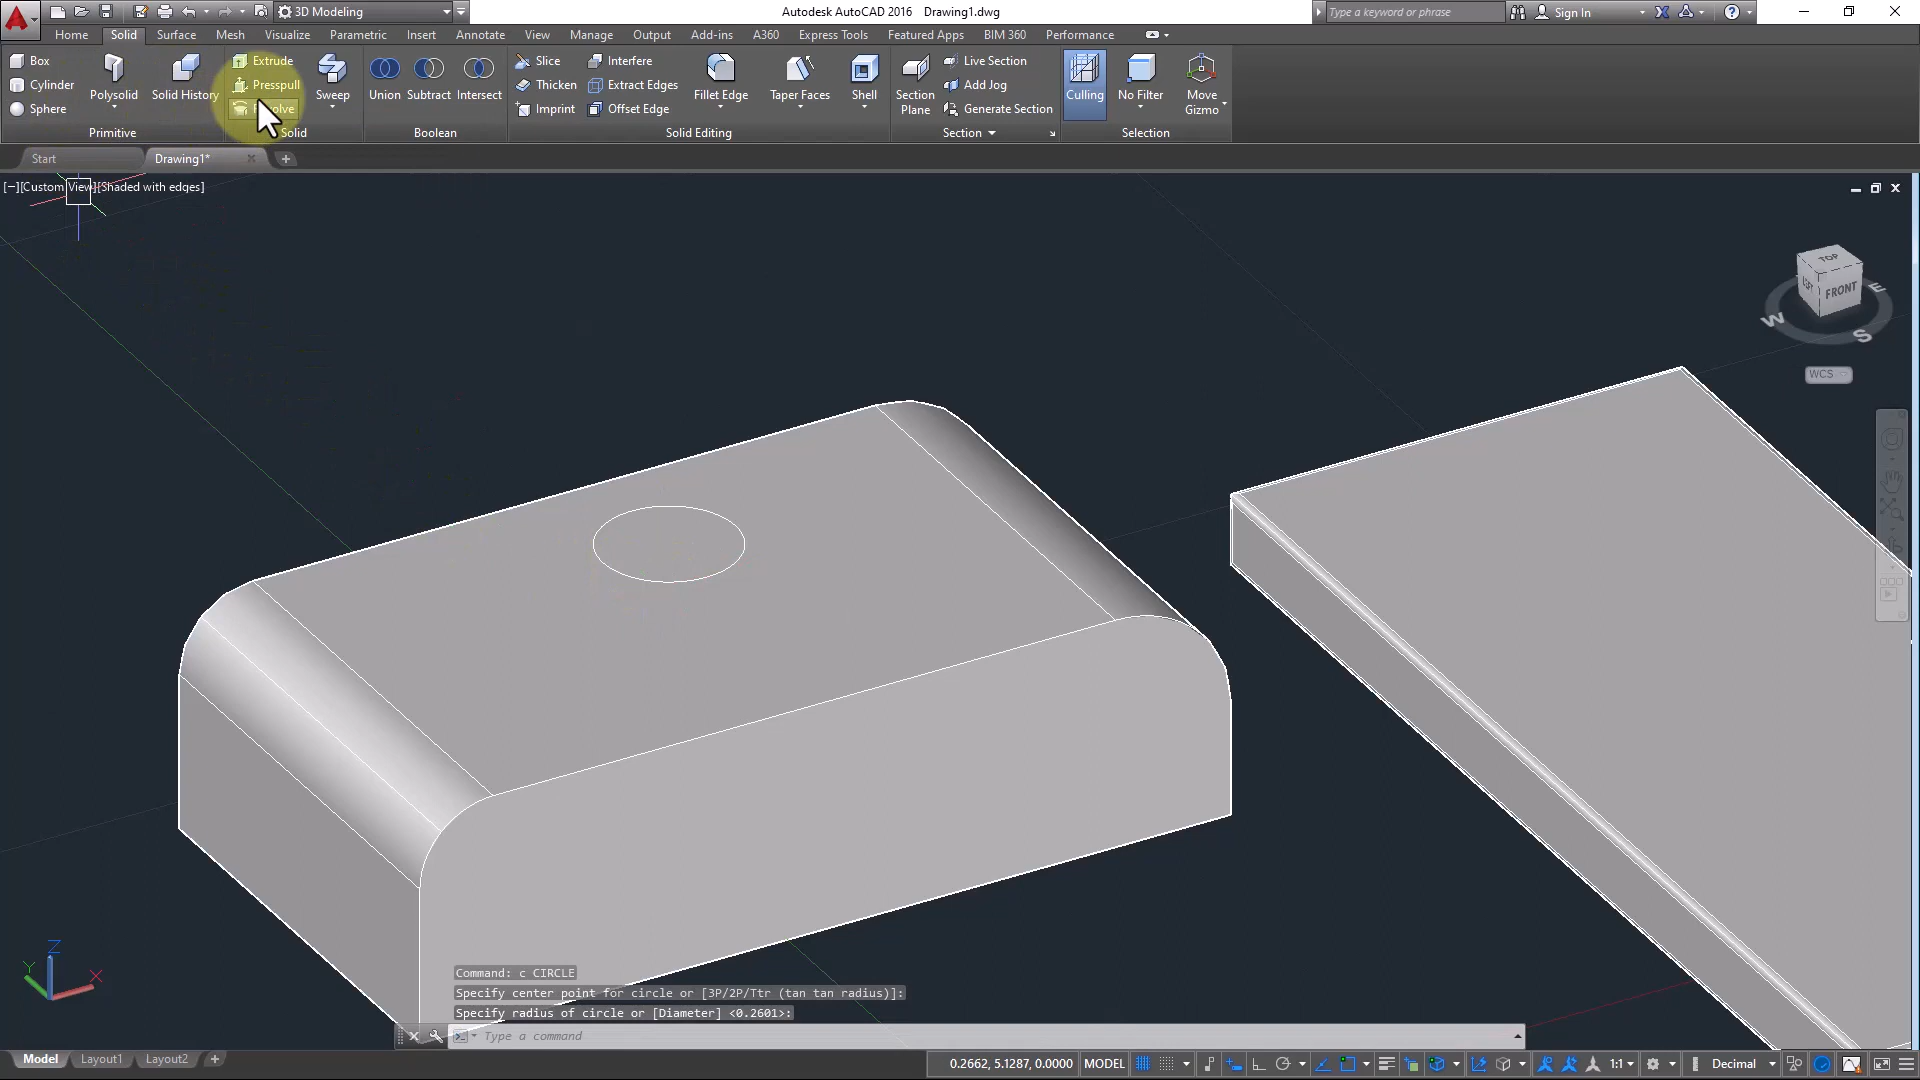 3D Modeling
Autodesk AutoCAD 2016 Drawing1.dwg
Type a keyword or phrase
Sign In
Home Solid Surface Mesh Visualize Parametric Insert Annotate View Manage Output Add-ins A360 Express Tools Featured Apps BIM 360 Performance
Box
Cylinder
Sphere
Polysolid
Solid History
Primitive
Extrude
Presspull
Sweep
Solid
Union
Subtract
Intersect
Boolean
Slice
Thicken
Imprint
Interfere
Extract Edges
Offset Edge
Fillet Edge
Taper Faces
Shell
Solid Editing
Section
Plane
Live Section
Add Jog
Generate Section
Section
Culling
No Filter
Move
Gizmo
Selection
Start
Drawing1*
[−][Custom View][Shaded with edges]
TOP
LEFT
FRONT
W
S
E
WCS
Z
Y
X
Command: c CIRCLE
Specify center point for circle or [3P/2P/Ttr (tan tan radius)]:
Specify radius of circle or [Diameter] <0.2601>:
Type a command
Model Layout1 Layout2
0.2662, 5.1287, 0.0000 MODEL
1:1
Decimal